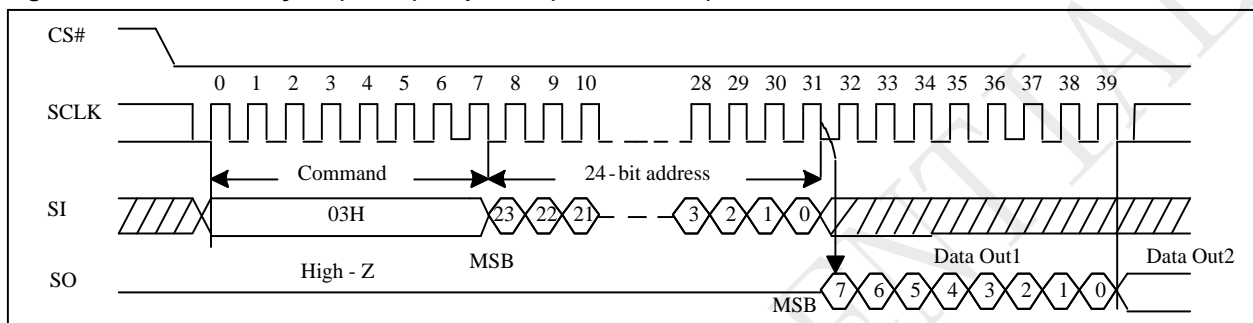 CS#
0 1 2 3 4 5 6 7 8 9 10 28 29 30 31 32 33 34 35 36 37 38 39
SCLK
Command 24-bit address
SI 03H 23 22 21 3 2 1 0
High - Z MSB Data Out1 Data Out2
SO MSB 7 6 5 4 3 2 1 0